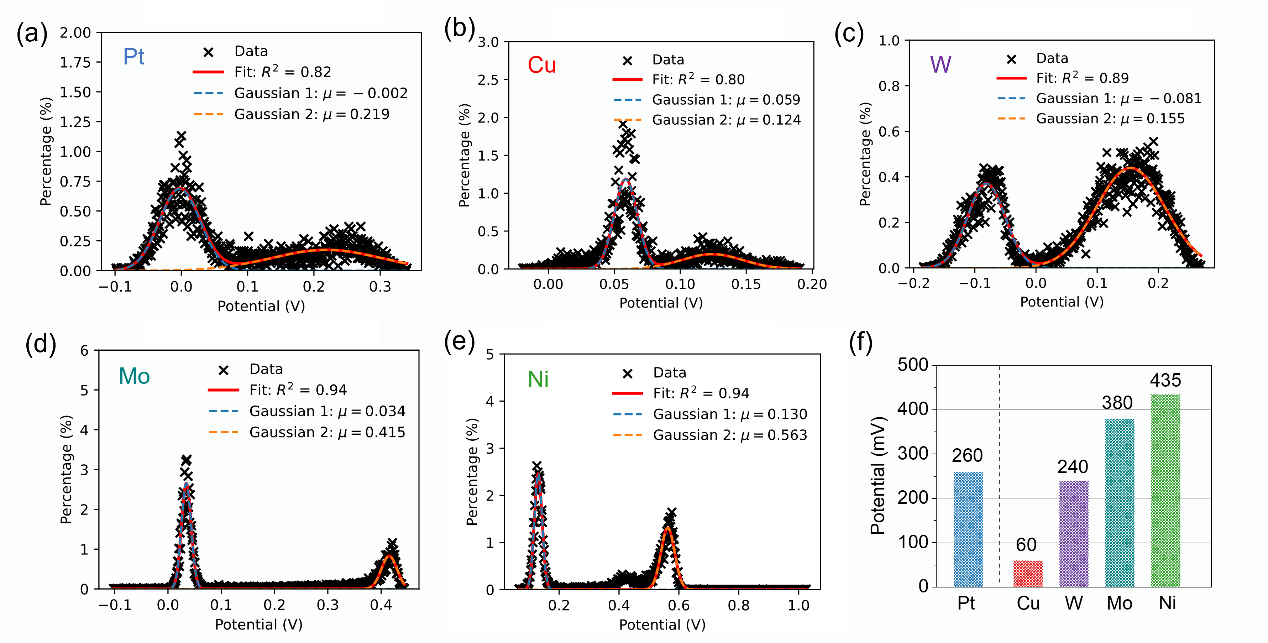 (a)
2.00
1.75
1.50
1.25
1.00
0.75
0.50
0.25
0.00
Percentage (%)
Pt
Data
Fit: R² = 0.82
Gaussian 1: μ = −0.002
Gaussian 2: μ = 0.219
−0.1 0.0 0.1 0.2 0.3
Potential (V)
(b)
3.0
2.5
2.0
1.5
1.0
0.5
0.0
Percentage (%)
Cu
Data
Fit: R² = 0.80
Gaussian 1: μ = 0.059
Gaussian 2: μ = 0.124
0.00 0.05 0.10 0.15 0.20
Potential (V)
(c)
1.0
0.8
0.6
0.4
0.2
0.0
Percentage (%)
W
Data
Fit: R² = 0.89
Gaussian 1: μ = −0.081
Gaussian 2: μ = 0.155
−0.2 −0.1 0.0 0.1 0.2
Potential (V)
(d)
6
5
4
3
2
1
0
Percentage (%)
Mo
Data
Fit: R² = 0.94
Gaussian 1: μ = 0.034
Gaussian 2: μ = 0.415
−0.1 0.0 0.1 0.2 0.3 0.4
Potential (V)
(e)
5
4
3
2
1
0
Percentage (%)
Ni
Data
Fit: R² = 0.94
Gaussian 1: μ = 0.130
Gaussian 2: μ = 0.563
0.2 0.4 0.6 0.8 1.0
Potential (V)
(f)
500
400
300
200
100
0
Potential (mV)
260
60
240
380
435
Pt Cu W Mo Ni